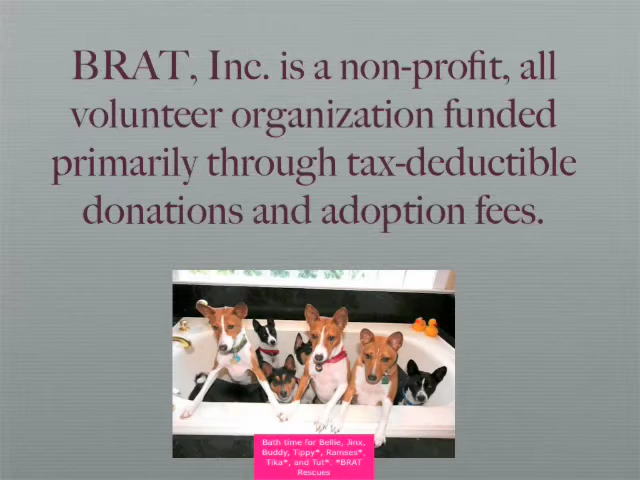 BRAT, Inc. is a non-profit, all
volunteer organization funded
primarily through tax-deductible
donations and adoption fees.
Bath time for Bellie, Jinx,
Buddy, Tippy*, Ramses*,
Tika*, and Tut*. *BRAT
Rescues